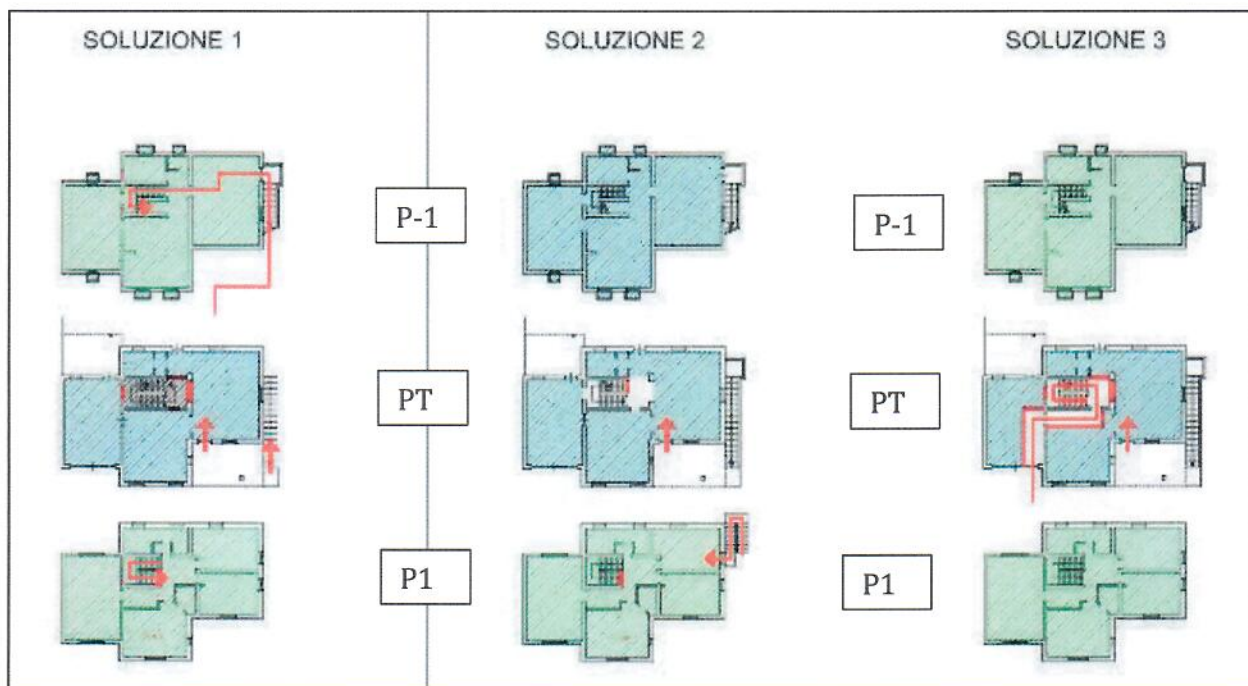 SOLUZIONE 1
SOLUZIONE 2
SOLUZIONE 3
P-1
P-1
PT
PT
P1
P1